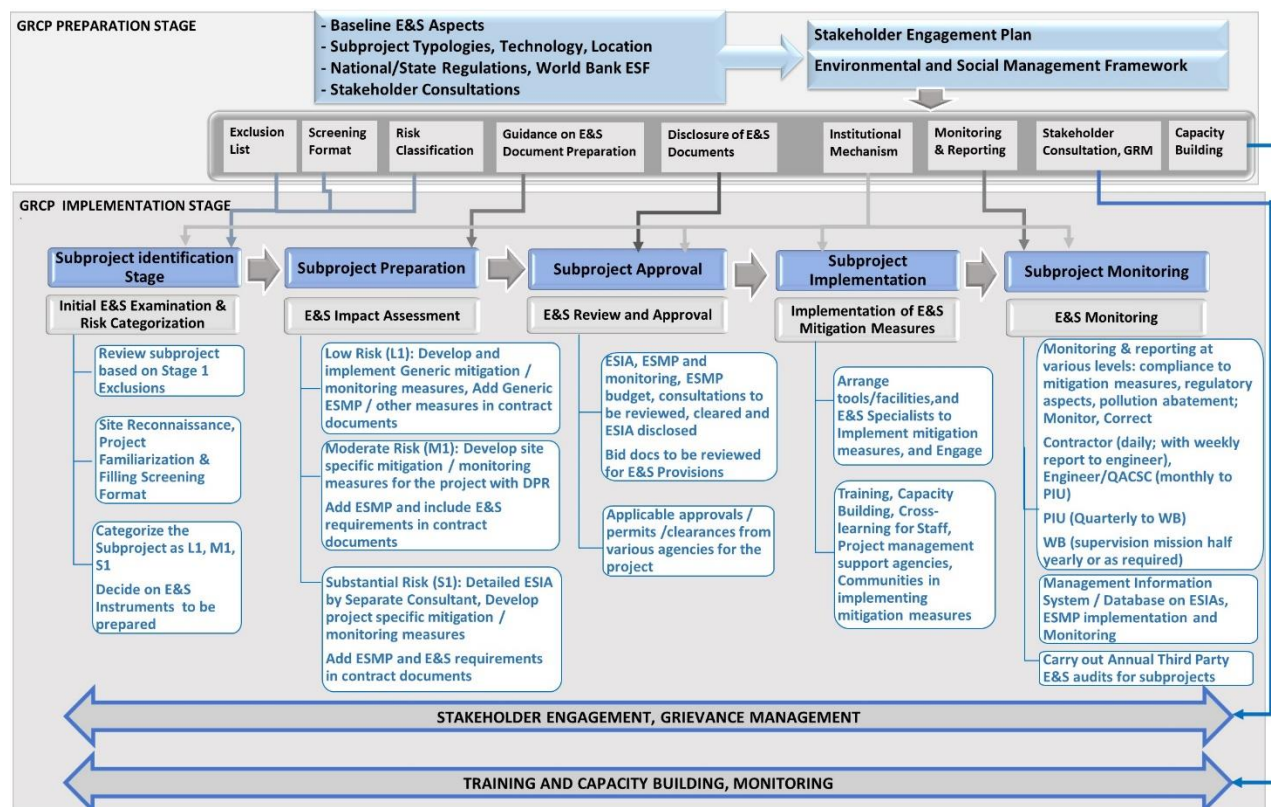 GRCP PREPARATION STAGE
- Baseline E&S Aspects
- Subproject Typologies, Technology, Location
- National/State Regulations, World Bank ESF
- Stakeholder Consultations
Stakeholder Engagement Plan
Environmental and Social Management Framework
Exclusion
List
Screening
Format
Risk
Classification
Guidance on E&S
Document Preparation
Disclosure of E&S
Documents
Institutional
Mechanism
Monitoring
& Reporting
Stakeholder
Consultation, GRM
Capacity
Building
GRCP IMPLEMENTATION STAGE
Subproject identification
Stage
Initial E&S Examination &
Risk Categorization
Review subproject
based on Stage 1
Exclusions
Site Reconnaissance,
Project
Familiarization &
Filling Screening
Format
Categorize the
Subproject as L1, M1,
S1
Decide on E&S
Instruments to be
prepared
Subproject Preparation
E&S Impact Assessment
Low Risk (L1): Develop and
implement Generic mitigation /
monitoring measures, Add Generic
ESMP / other measures in contract
documents
Moderate Risk (M1): Develop site
specific mitigation / monitoring
measures for the project with DPR
Add ESMP and include E&S
requirements in contract
documents
Substantial Risk (S1): Detailed ESIA
by Separate Consultant, Develop
project specific mitigation /
monitoring measures
Add ESMP and E&S requirements
in contract documents
Subproject Approval
E&S Review and Approval
ESIA, ESMP and
monitoring, ESMP
budget, consultations to
be reviewed, cleared and
ESIA disclosed
Bid docs to be reviewed
for E&S Provisions
Applicable approvals /
permits /clearances from
various agencies for the
project
Subproject
Implementation
Implementation of E&S
Mitigation Measures
Arrange
tools/facilities,and
E&S Specialists to
Implement mitigation
measures, and Engage
Training, Capacity
Building, Cross-
learning for Staff,
Project management
support agencies,
Communities in
implementing
mitigation measures
Subproject Monitoring
E&S Monitoring
Monitoring & reporting at
various levels: compliance to
mitigation measures, regulatory
aspects, pollution abatement;
Monitor, Correct
Contractor (daily; with weekly
report to engineer),
Engineer/QACSC (monthly to
PIU)
PIU (Quarterly to WB)
WB (supervision mission half
yearly or as required)
Management Information
System / Database on ESIAs,
ESMP implementation and
Monitoring
Carry out Annual Third Party
E&S audits for subprojects
STAKEHOLDER ENGAGEMENT, GRIEVANCE MANAGEMENT
TRAINING AND CAPACITY BUILDING, MONITORING